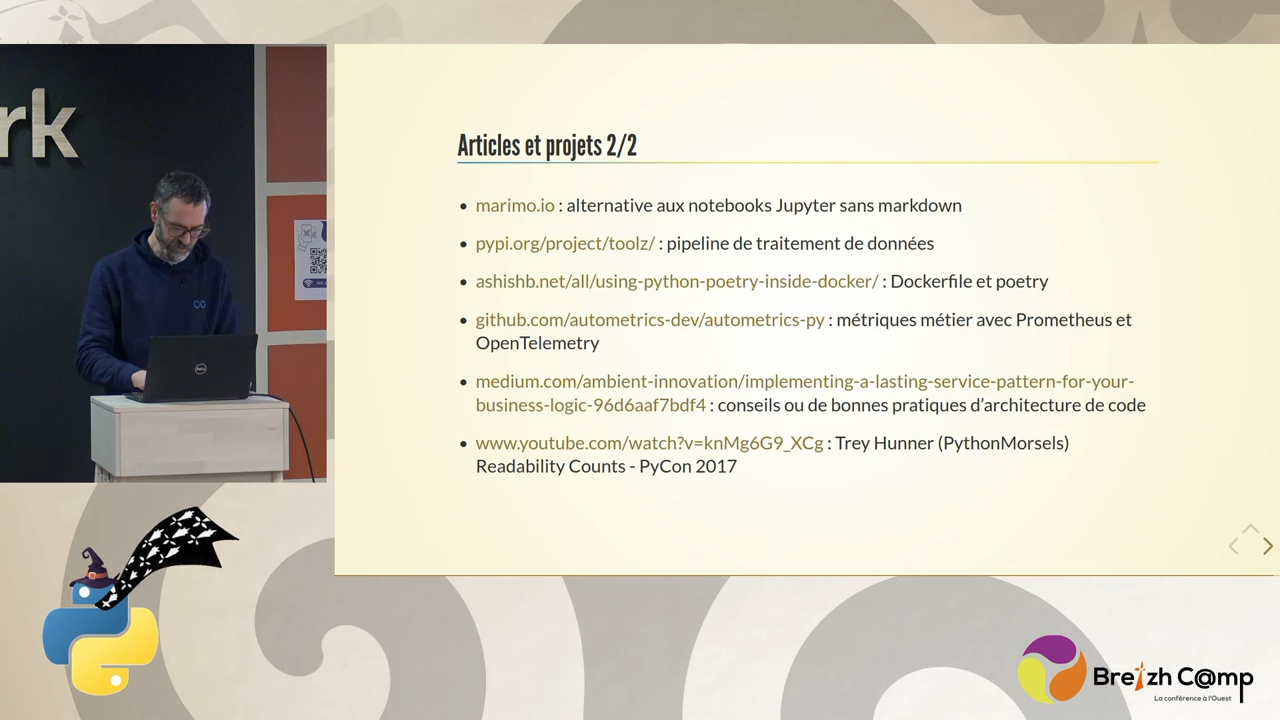 rk
Articles et projets 2/2
marimo.io : alternative aux notebooks Jupyter sans markdown
pypi.org/project/toolz/ : pipeline de traitement de données
ashishb.net/all/using-python-poetry-inside-docker/ : Dockerfile et poetry
github.com/autometrics-dev/autometrics-py : métriques métier avec Prometheus et
OpenTelemetry
medium.com/ambient-innovation/implementing-a-lasting-service-pattern-for-your-
business-logic-96d6aaf7bdf4 : conseils ou de bonnes pratiques d’architecture de code
www.youtube.com/watch?v=knMg6G9_XCg : Trey Hunner (PythonMorsels)
Readability Counts - PyCon 2017
DELL
Breizh C@mp
La conférence à l'Ouest